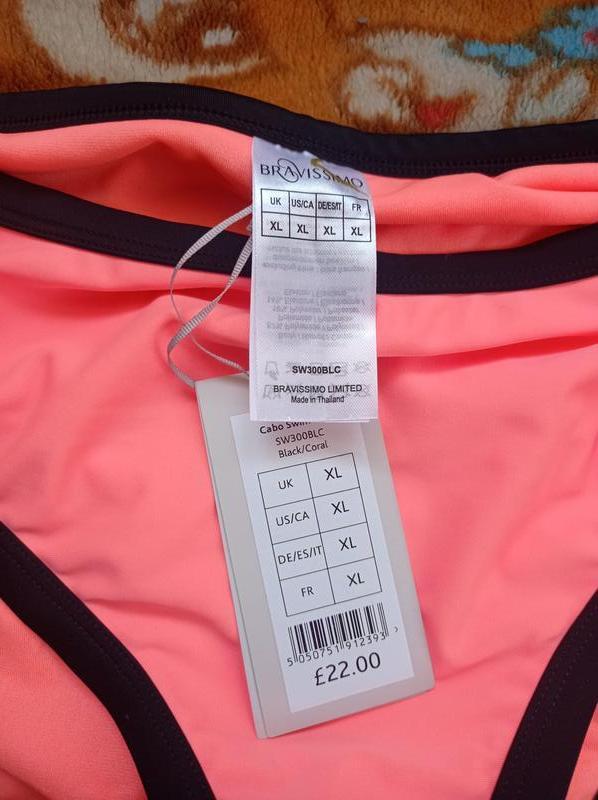 BRAVISSIMO
UK US/CA DE/ES/IT FR
XL XL XL XL
SW300BLC
BRAVISSIMO LIMITED
Made in Thailand
Cabo
SW300BLC
Black/Coral
UK XL
US/CA XL
DE/ES/IT XL
FR XL
5 050751 912393 >
£22.00